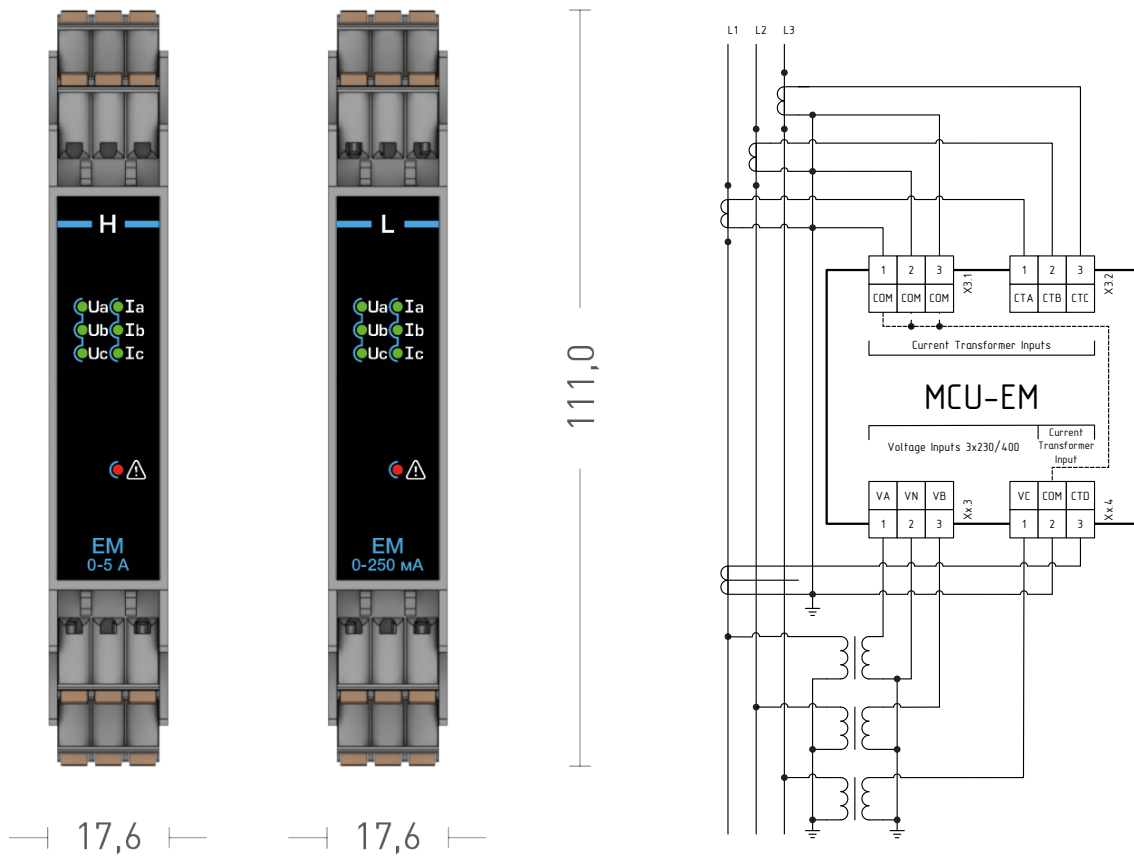 H
Ua Ia
Ub Ib
Uc Ic
EM
0-5 A
17,6
L
Ua Ia
Ub Ib
Uc Ic
EM
0-250 мА
17,6
111,0
L1 L2 L3
1 2 3
COM COM COM
X3.1
1 2 3
CTA CTB CTC
X3.2
Current Transformer Inputs
MCU-EM
Voltage Inputs 3x230/400
Current
Transformer
Input
VA VN VB
1 2 3
Xx.3
VC COM CTD
1 2 3
Xx.4